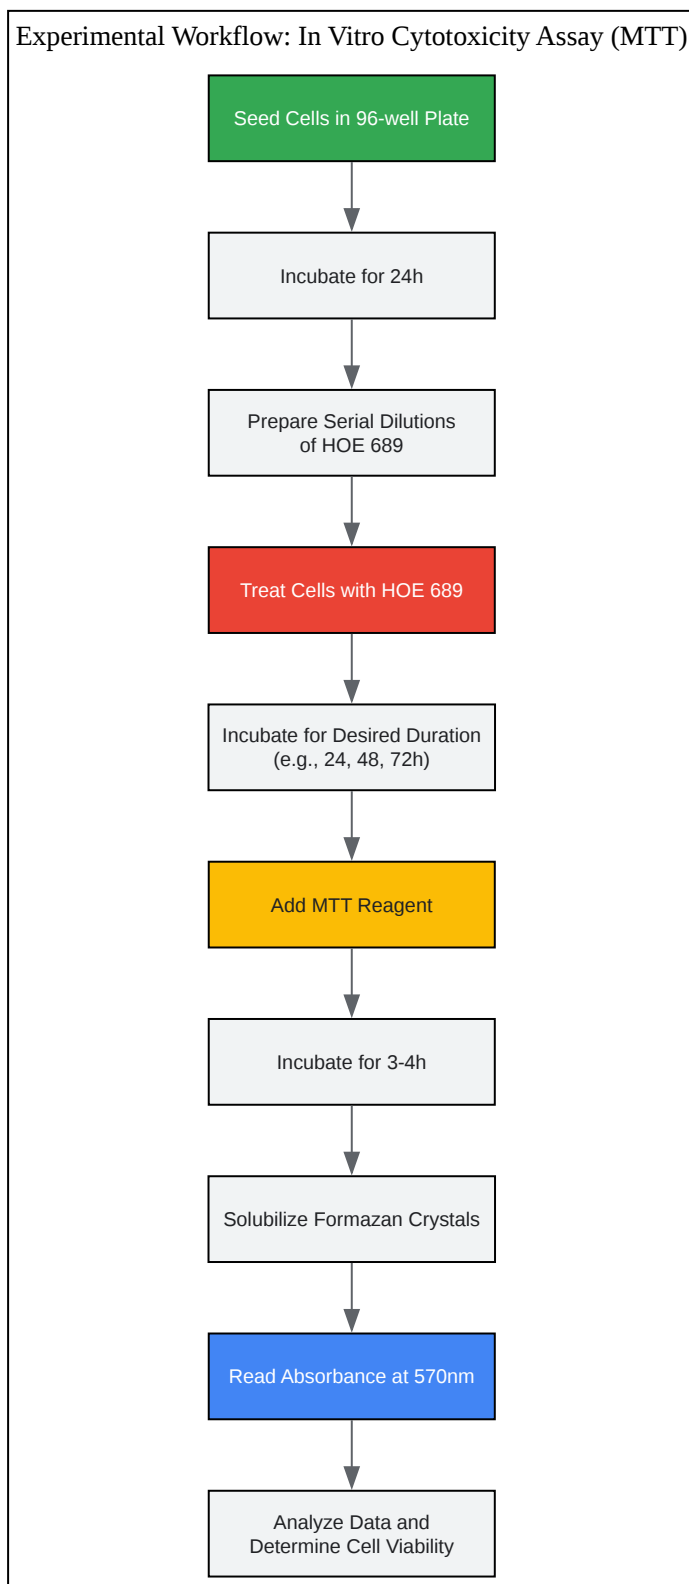 Experimental Workflow: In Vitro Cytotoxicity Assay (MTT)
Seed Cells in 96-well Plate
Incubate for 24h
Prepare Serial Dilutions
of HOE 689
Treat Cells with HOE 689
Incubate for Desired Duration
(e.g., 24, 48, 72h)
Add MTT Reagent
Incubate for 3-4h
Solubilize Formazan Crystals
Read Absorbance at 570nm
Analyze Data and
Determine Cell Viability